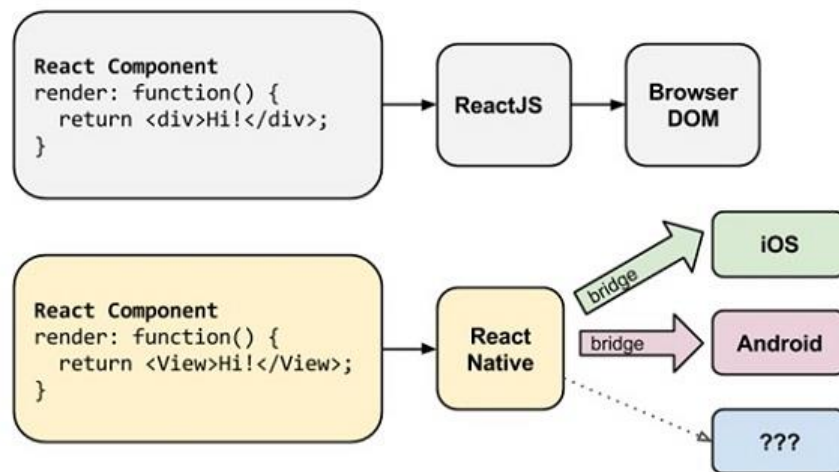 React Component
render: function() {
  return <div>Hi!</div>;
}
ReactJS
Browser
DOM
React Component
render: function() {
  return <View>Hi!</View>;
}
React
Native
bridge
iOS
bridge
Android
???